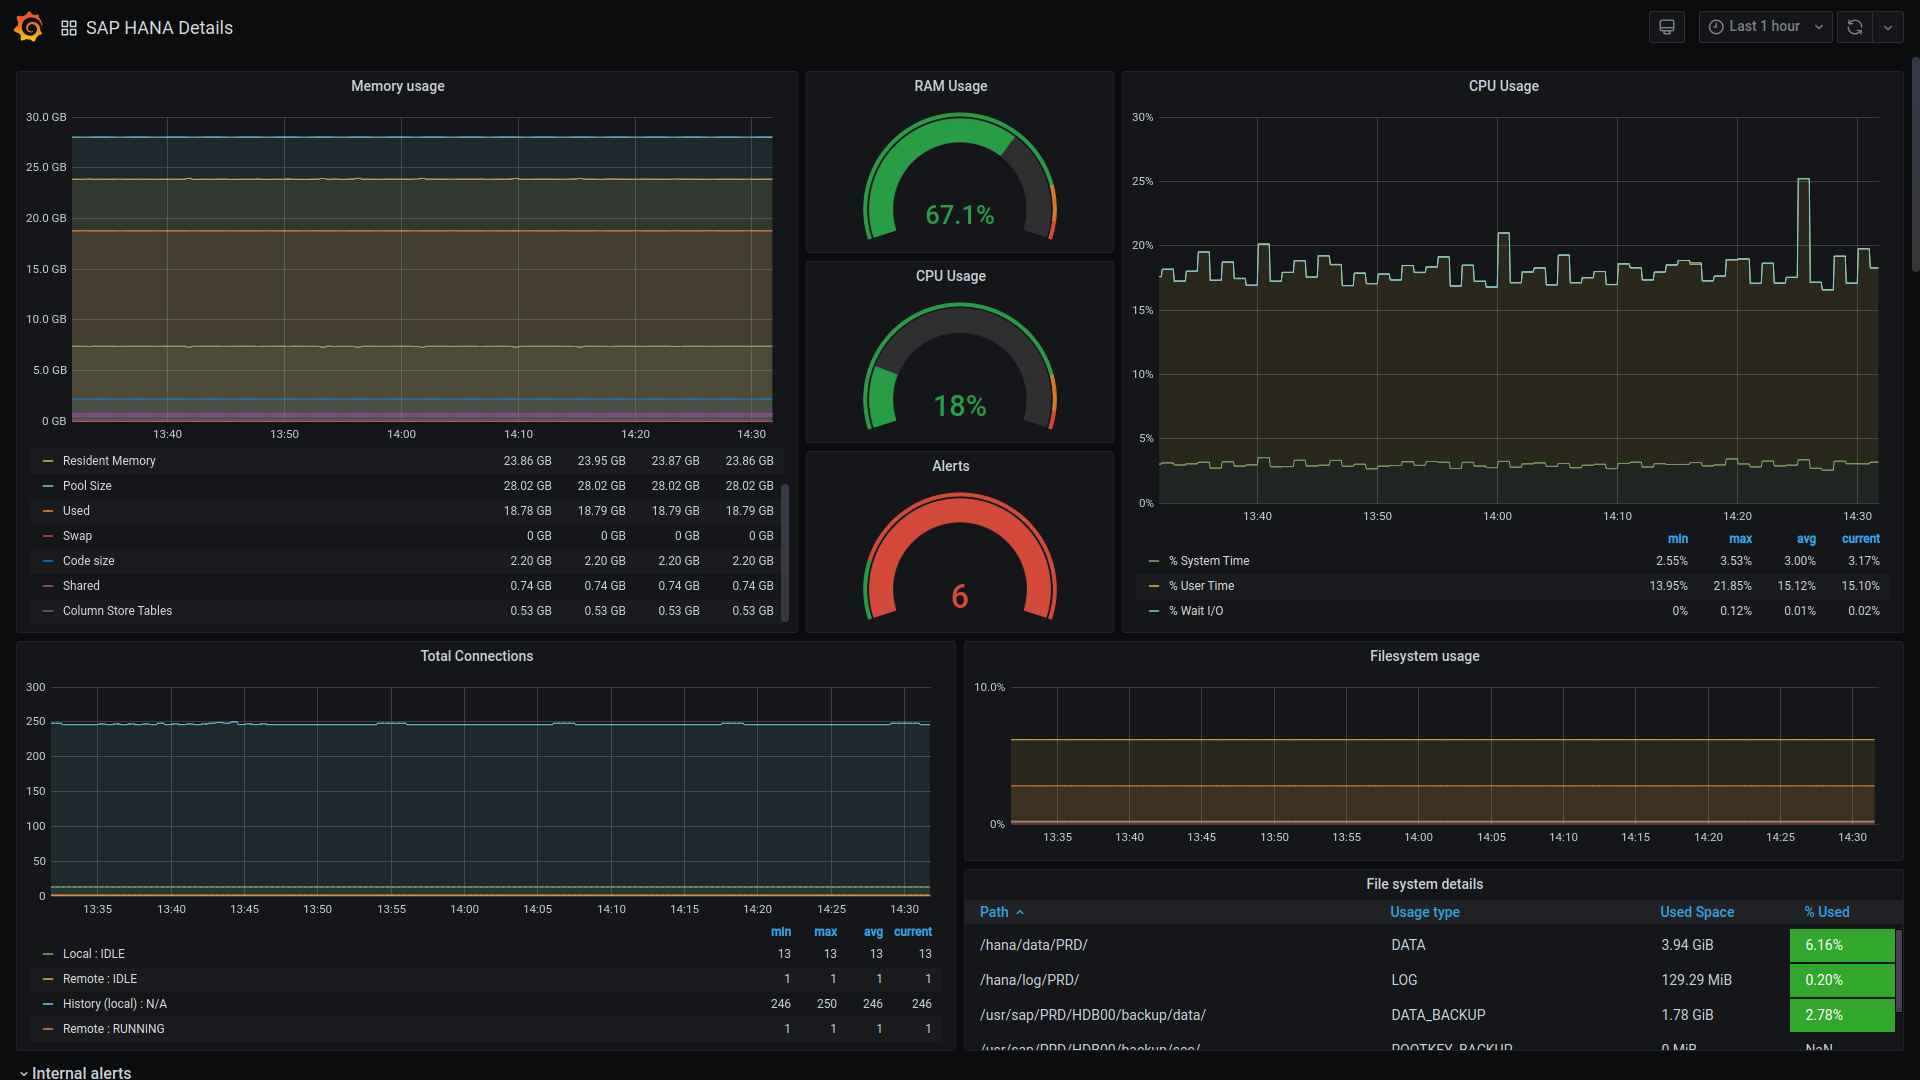 SAP HANA Details
Last 1 hour
Memory usage
30.0 GB
25.0 GB
20.0 GB
15.0 GB
10.0 GB
5.0 GB
0 GB
13:40 13:50 14:00 14:10 14:20 14:30
Resident Memory 23.86 GB 23.95 GB 23.87 GB 23.86 GB
Pool Size 28.02 GB 28.02 GB 28.02 GB 28.02 GB
Used 18.78 GB 18.79 GB 18.79 GB 18.79 GB
Swap 0 GB 0 GB 0 GB 0 GB
Code size 2.20 GB 2.20 GB 2.20 GB 2.20 GB
Shared 0.74 GB 0.74 GB 0.74 GB 0.74 GB
Column Store Tables 0.53 GB 0.53 GB 0.53 GB 0.53 GB
RAM Usage
67.1%
CPU Usage
18%
Alerts
6
CPU Usage
30%
25%
20%
15%
10%
5%
0%
13:40 13:50 14:00 14:10 14:20 14:30
min max avg current
% System Time 2.55% 3.53% 3.00% 3.17%
% User Time 13.95% 21.85% 15.12% 15.10%
% Wait I/O 0% 0.12% 0.01% 0.02%
Total Connections
300
250
200
150
100
50
0
13:35 13:40 13:45 13:50 13:55 14:00 14:05 14:10 14:15 14:20 14:25 14:30
min max avg current
Local : IDLE 13 13 13 13
Remote : IDLE 1 1 1 1
History (local) : N/A 246 250 246 246
Remote : RUNNING 1 1 1 1
Filesystem usage
10.0%
0%
13:35 13:40 13:45 13:50 13:55 14:00 14:05 14:10 14:15 14:20 14:25 14:30
File system details
Path Usage type Used Space % Used
/hana/data/PRD/ DATA 3.94 GiB 6.16%
/hana/log/PRD/ LOG 129.29 MiB 0.20%
/usr/sap/PRD/HDB00/backup/data/ DATA_BACKUP 1.78 GiB 2.78%
/usr/sap/PRD/HDB00/backup/sec/ ROOTKEY_BACKUP 0 MiB NaN
Internal alerts